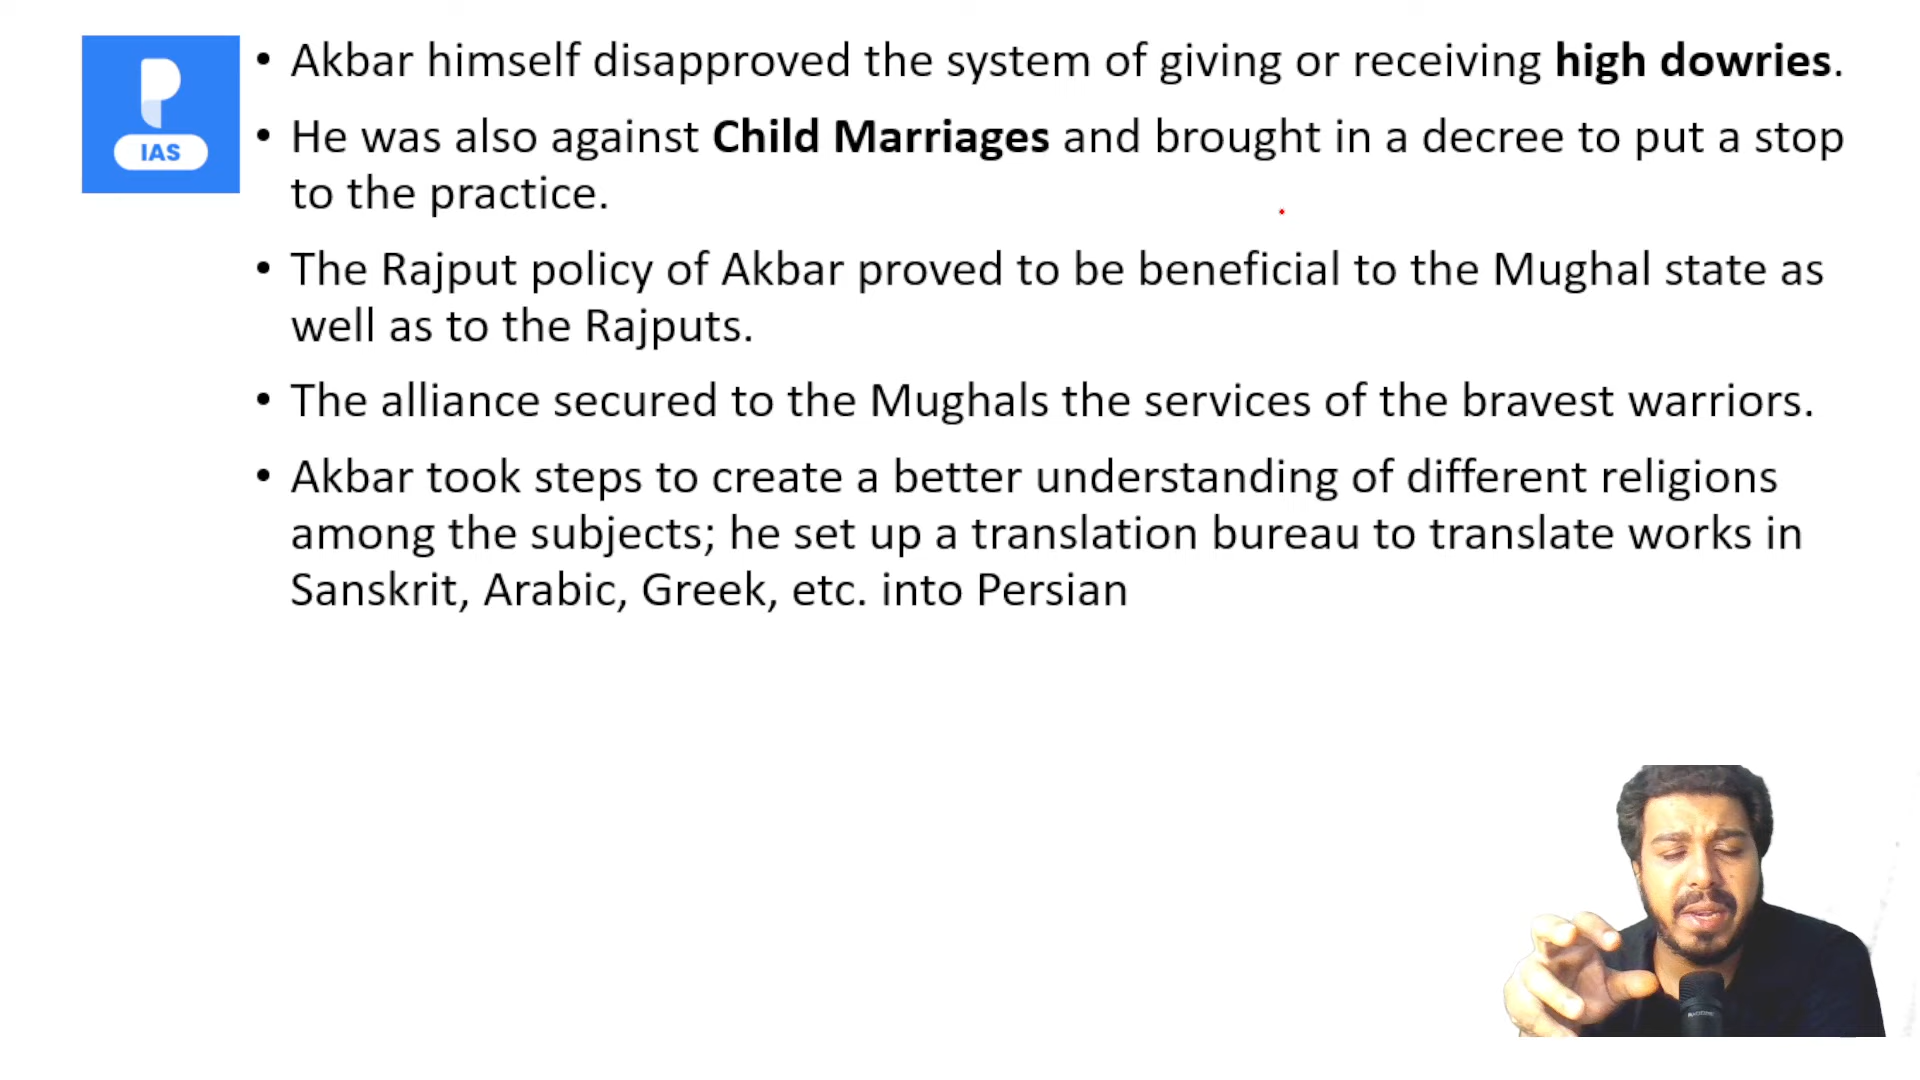 IAS
• Akbar himself disapproved the system of giving or receiving high dowries.
• He was also against Child Marriages and brought in a decree to put a stop
to the practice.
• The Rajput policy of Akbar proved to be beneficial to the Mughal state as
well as to the Rajputs.
• The alliance secured to the Mughals the services of the bravest warriors.
• Akbar took steps to create a better understanding of different religions
among the subjects; he set up a translation bureau to translate works in
Sanskrit, Arabic, Greek, etc. into Persian